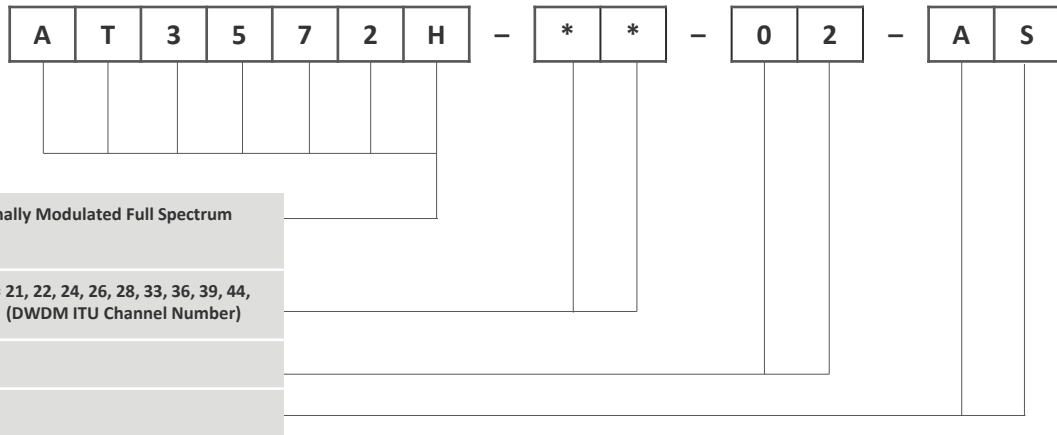 A T 3 5 7 2 H – * * – 0 2 – A S
nally Modulated Full Spectrum
21, 22, 24, 26, 28, 33, 36, 39, 44,
(DWDM ITU Channel Number)